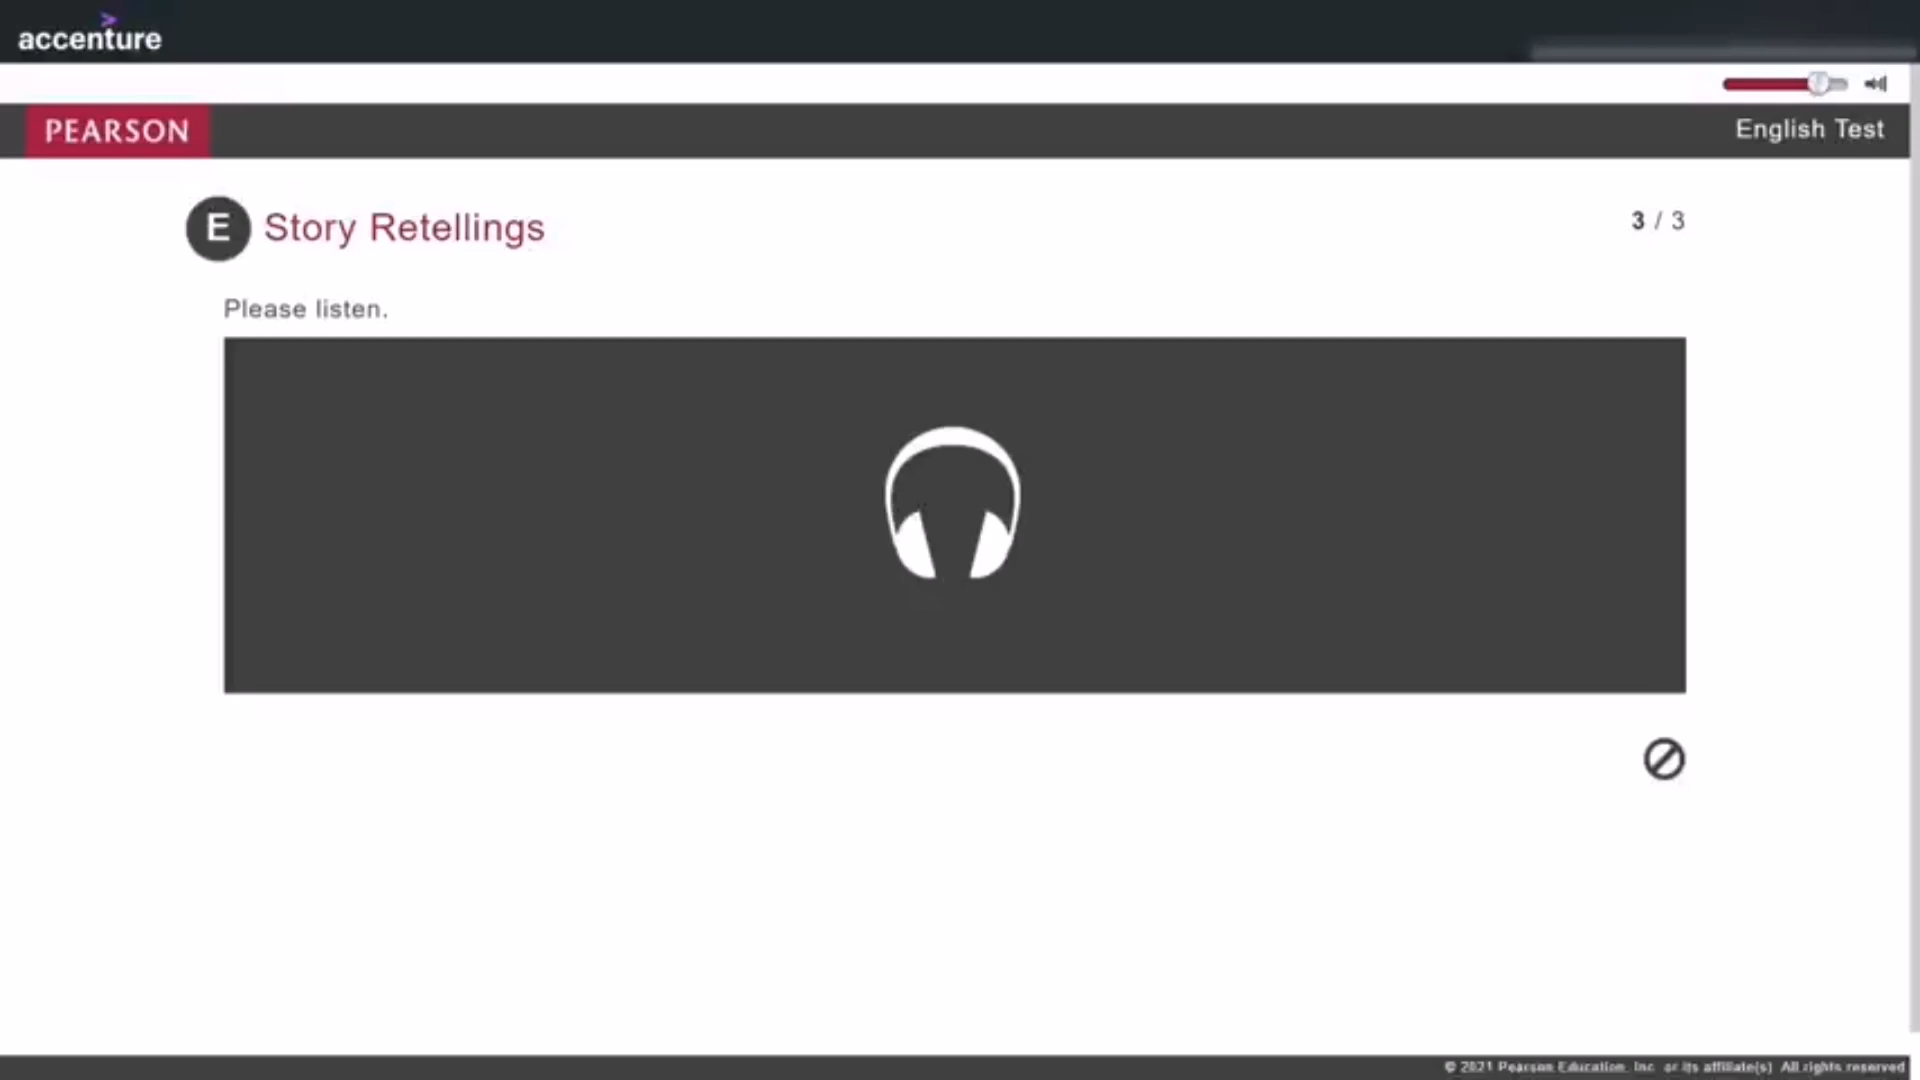 accenture
PEARSON
English Test
E Story Retellings
3 / 3
Please listen.
© 2021 Pearson Education, Inc. or its affiliate(s) All rights reserved